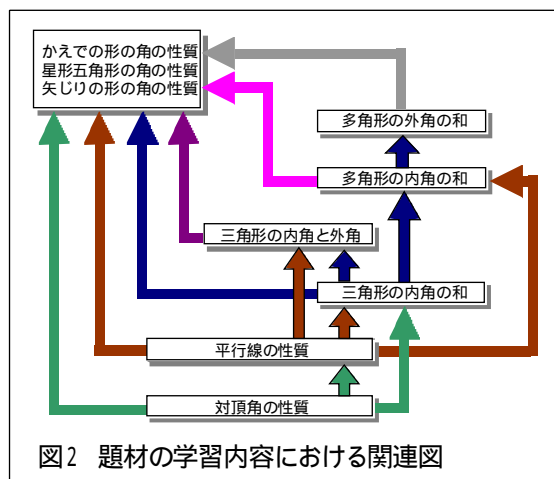 かえでの形の角の性質
星形五角形の角の性質
矢じりの形の角の性質
多角形の外角の和
多角形の内角の和
三角形の内角と外角
三角形の内角の和
平行線の性質
対頂角の性質
図2 題材の学習内容における関連図